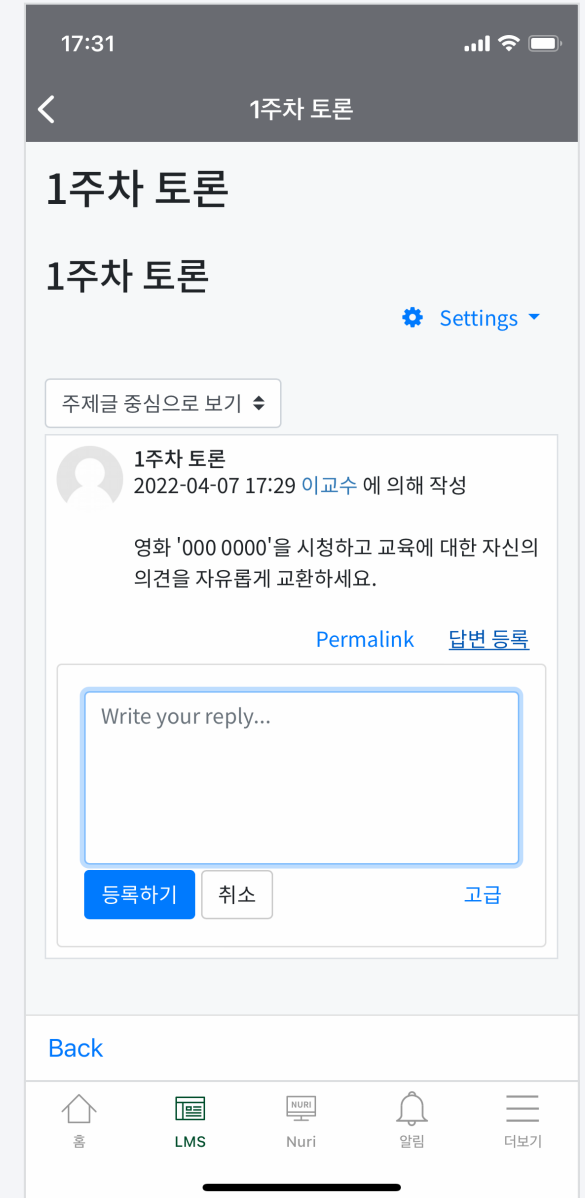 17:31
1주차 토론
1주차 토론
1주차 토론
Settings
주제글 중심으로 보기
1주차 토론
2022-04-07 17:29 이교수 에 의해 작성
영화 '000 0000'을 시청하고 교육에 대한 자신의
의견을 자유롭게 교환하세요.
Permalink 답변 등록
Write your reply...
등록하기 취소 고급
Back
NURI
홈 LMS Nuri 알림 더보기